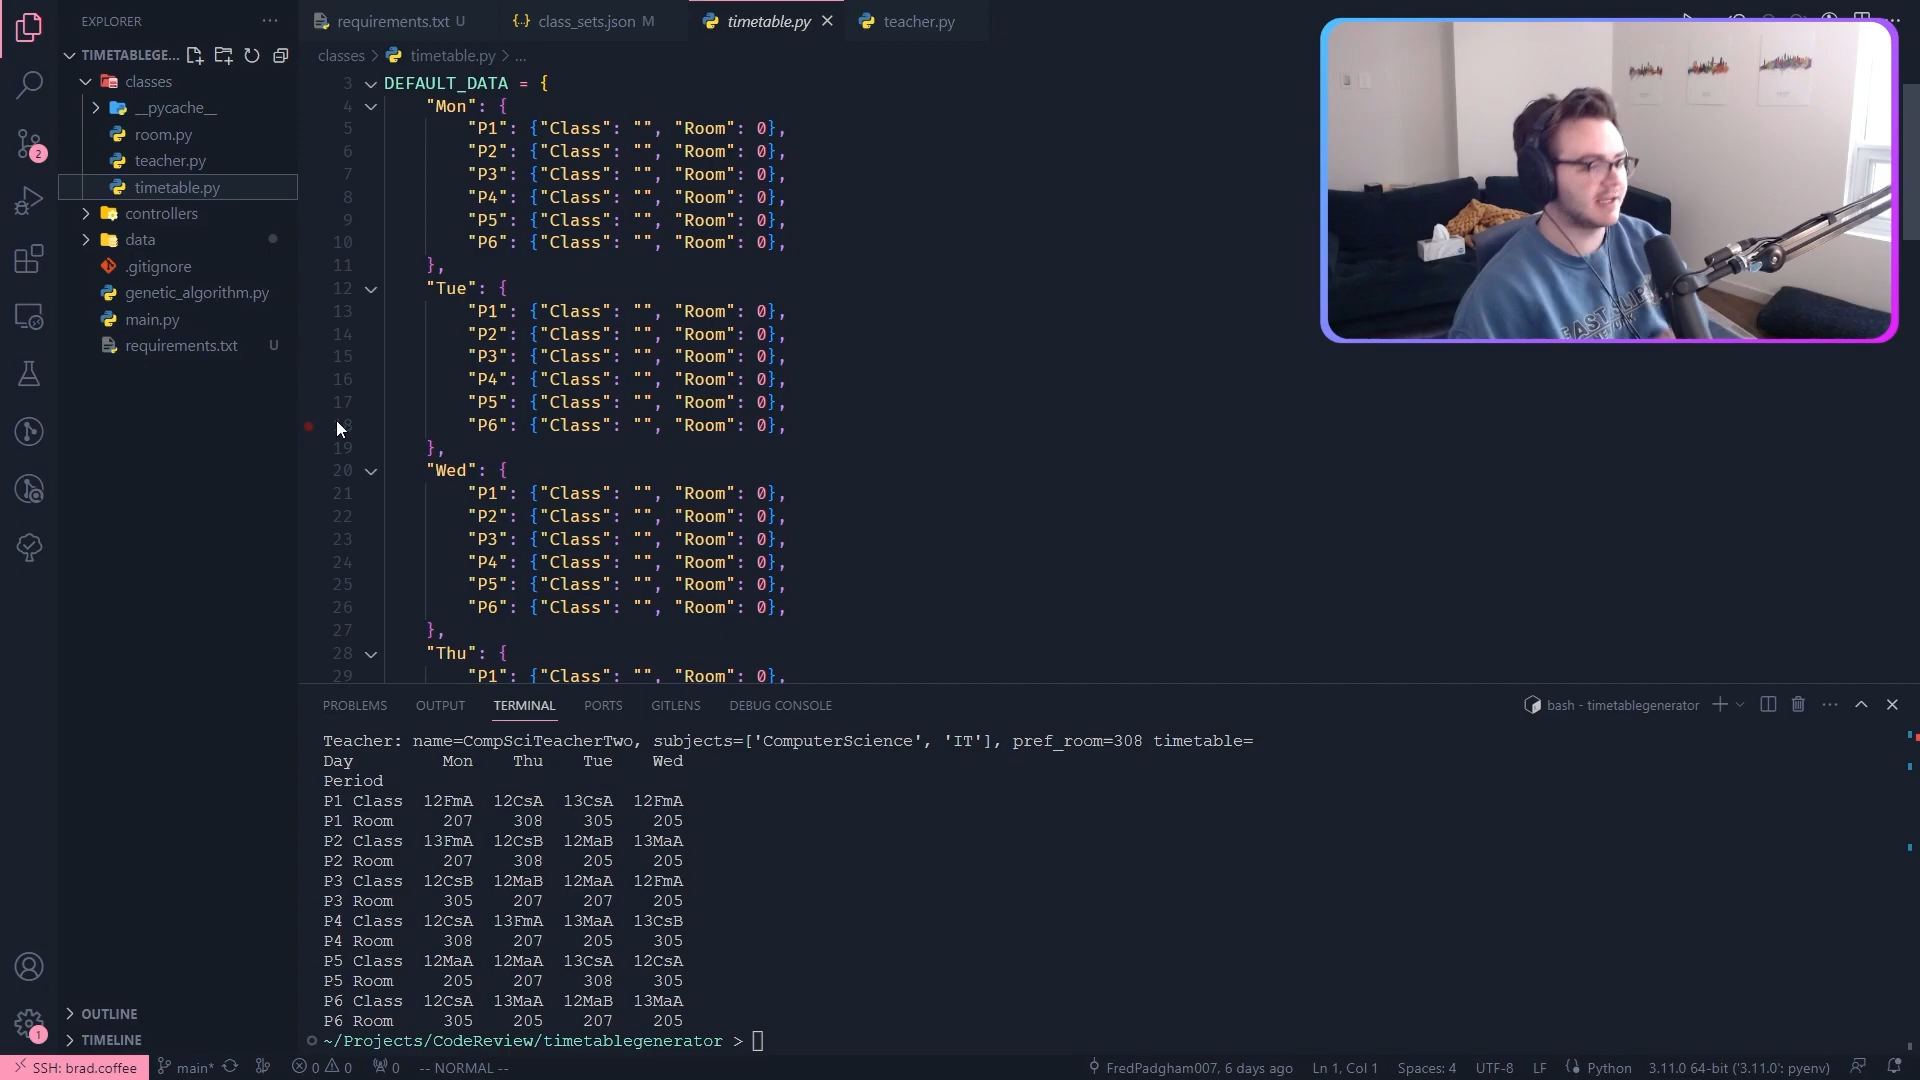 EXPLORER
TIMETABLEGE...
classes
__pycache__
room.py
teacher.py
timetable.py
controllers
data
.gitignore
genetic_algorithm.py
main.py
requirements.txt U
OUTLINE
TIMELINE
2
1
requirements.txt U
class_sets.json M
timetable.py
teacher.py
classes > timetable.py > ...
3 DEFAULT_DATA = {
4 "Mon": {
5 "P1": {"Class": "", "Room": 0},
6 "P2": {"Class": "", "Room": 0},
7 "P3": {"Class": "", "Room": 0},
8 "P4": {"Class": "", "Room": 0},
9 "P5": {"Class": "", "Room": 0},
10 "P6": {"Class": "", "Room": 0},
11 },
12 "Tue": {
13 "P1": {"Class": "", "Room": 0},
14 "P2": {"Class": "", "Room": 0},
15 "P3": {"Class": "", "Room": 0},
16 "P4": {"Class": "", "Room": 0},
17 "P5": {"Class": "", "Room": 0},
"P6": {"Class": "", "Room": 0},
19 },
20 "Wed": {
21 "P1": {"Class": "", "Room": 0},
22 "P2": {"Class": "", "Room": 0},
23 "P3": {"Class": "", "Room": 0},
24 "P4": {"Class": "", "Room": 0},
25 "P5": {"Class": "", "Room": 0},
26 "P6": {"Class": "", "Room": 0},
27 },
28 "Thu": {
29 "P1": {"Class": "", "Room": 0},
PROBLEMS OUTPUT TERMINAL PORTS GITLENS DEBUG CONSOLE
bash - timetablegenerator
Teacher: name=CompSciTeacherTwo, subjects=['ComputerScience', 'IT'], pref_room=308 timetable=
Day Mon Thu Tue Wed
Period
P1 Class 12FmA 12CsA 13CsA 12FmA
P1 Room 207 308 305 205
P2 Class 13FmA 12CsB 12MaB 13MaA
P2 Room 207 308 205 205
P3 Class 12CsB 12MaB 12MaA 12FmA
P3 Room 305 207 207 205
P4 Class 12CsA 13FmA 13MaA 13CsB
P4 Room 308 207 205 305
P5 Class 12MaA 12MaA 13CsA 12CsA
P5 Room 205 207 308 305
P6 Class 12CsA 13MaA 12MaB 13MaA
P6 Room 305 205 207 205
~/Projects/CodeReview/timetablegenerator >
SSH: brad.coffee main* 0 0 0 -- NORMAL -- FredPadgham007, 6 days ago Ln 1, Col 1 Spaces: 4 UTF-8 LF Python 3.11.0 64-bit ('3.11.0': pyenv)